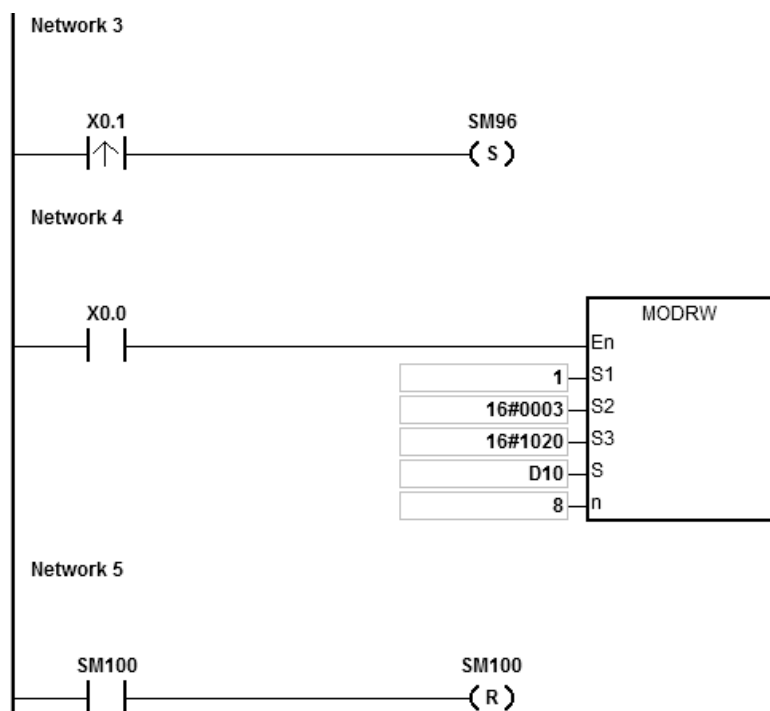 Network 3
X0.1
SM96
S
Network 4
X0.0
MODRW
En
1
S1
16#0003
S2
16#1020
S3
D10
S
8
n
Network 5
SM100
SM100
R